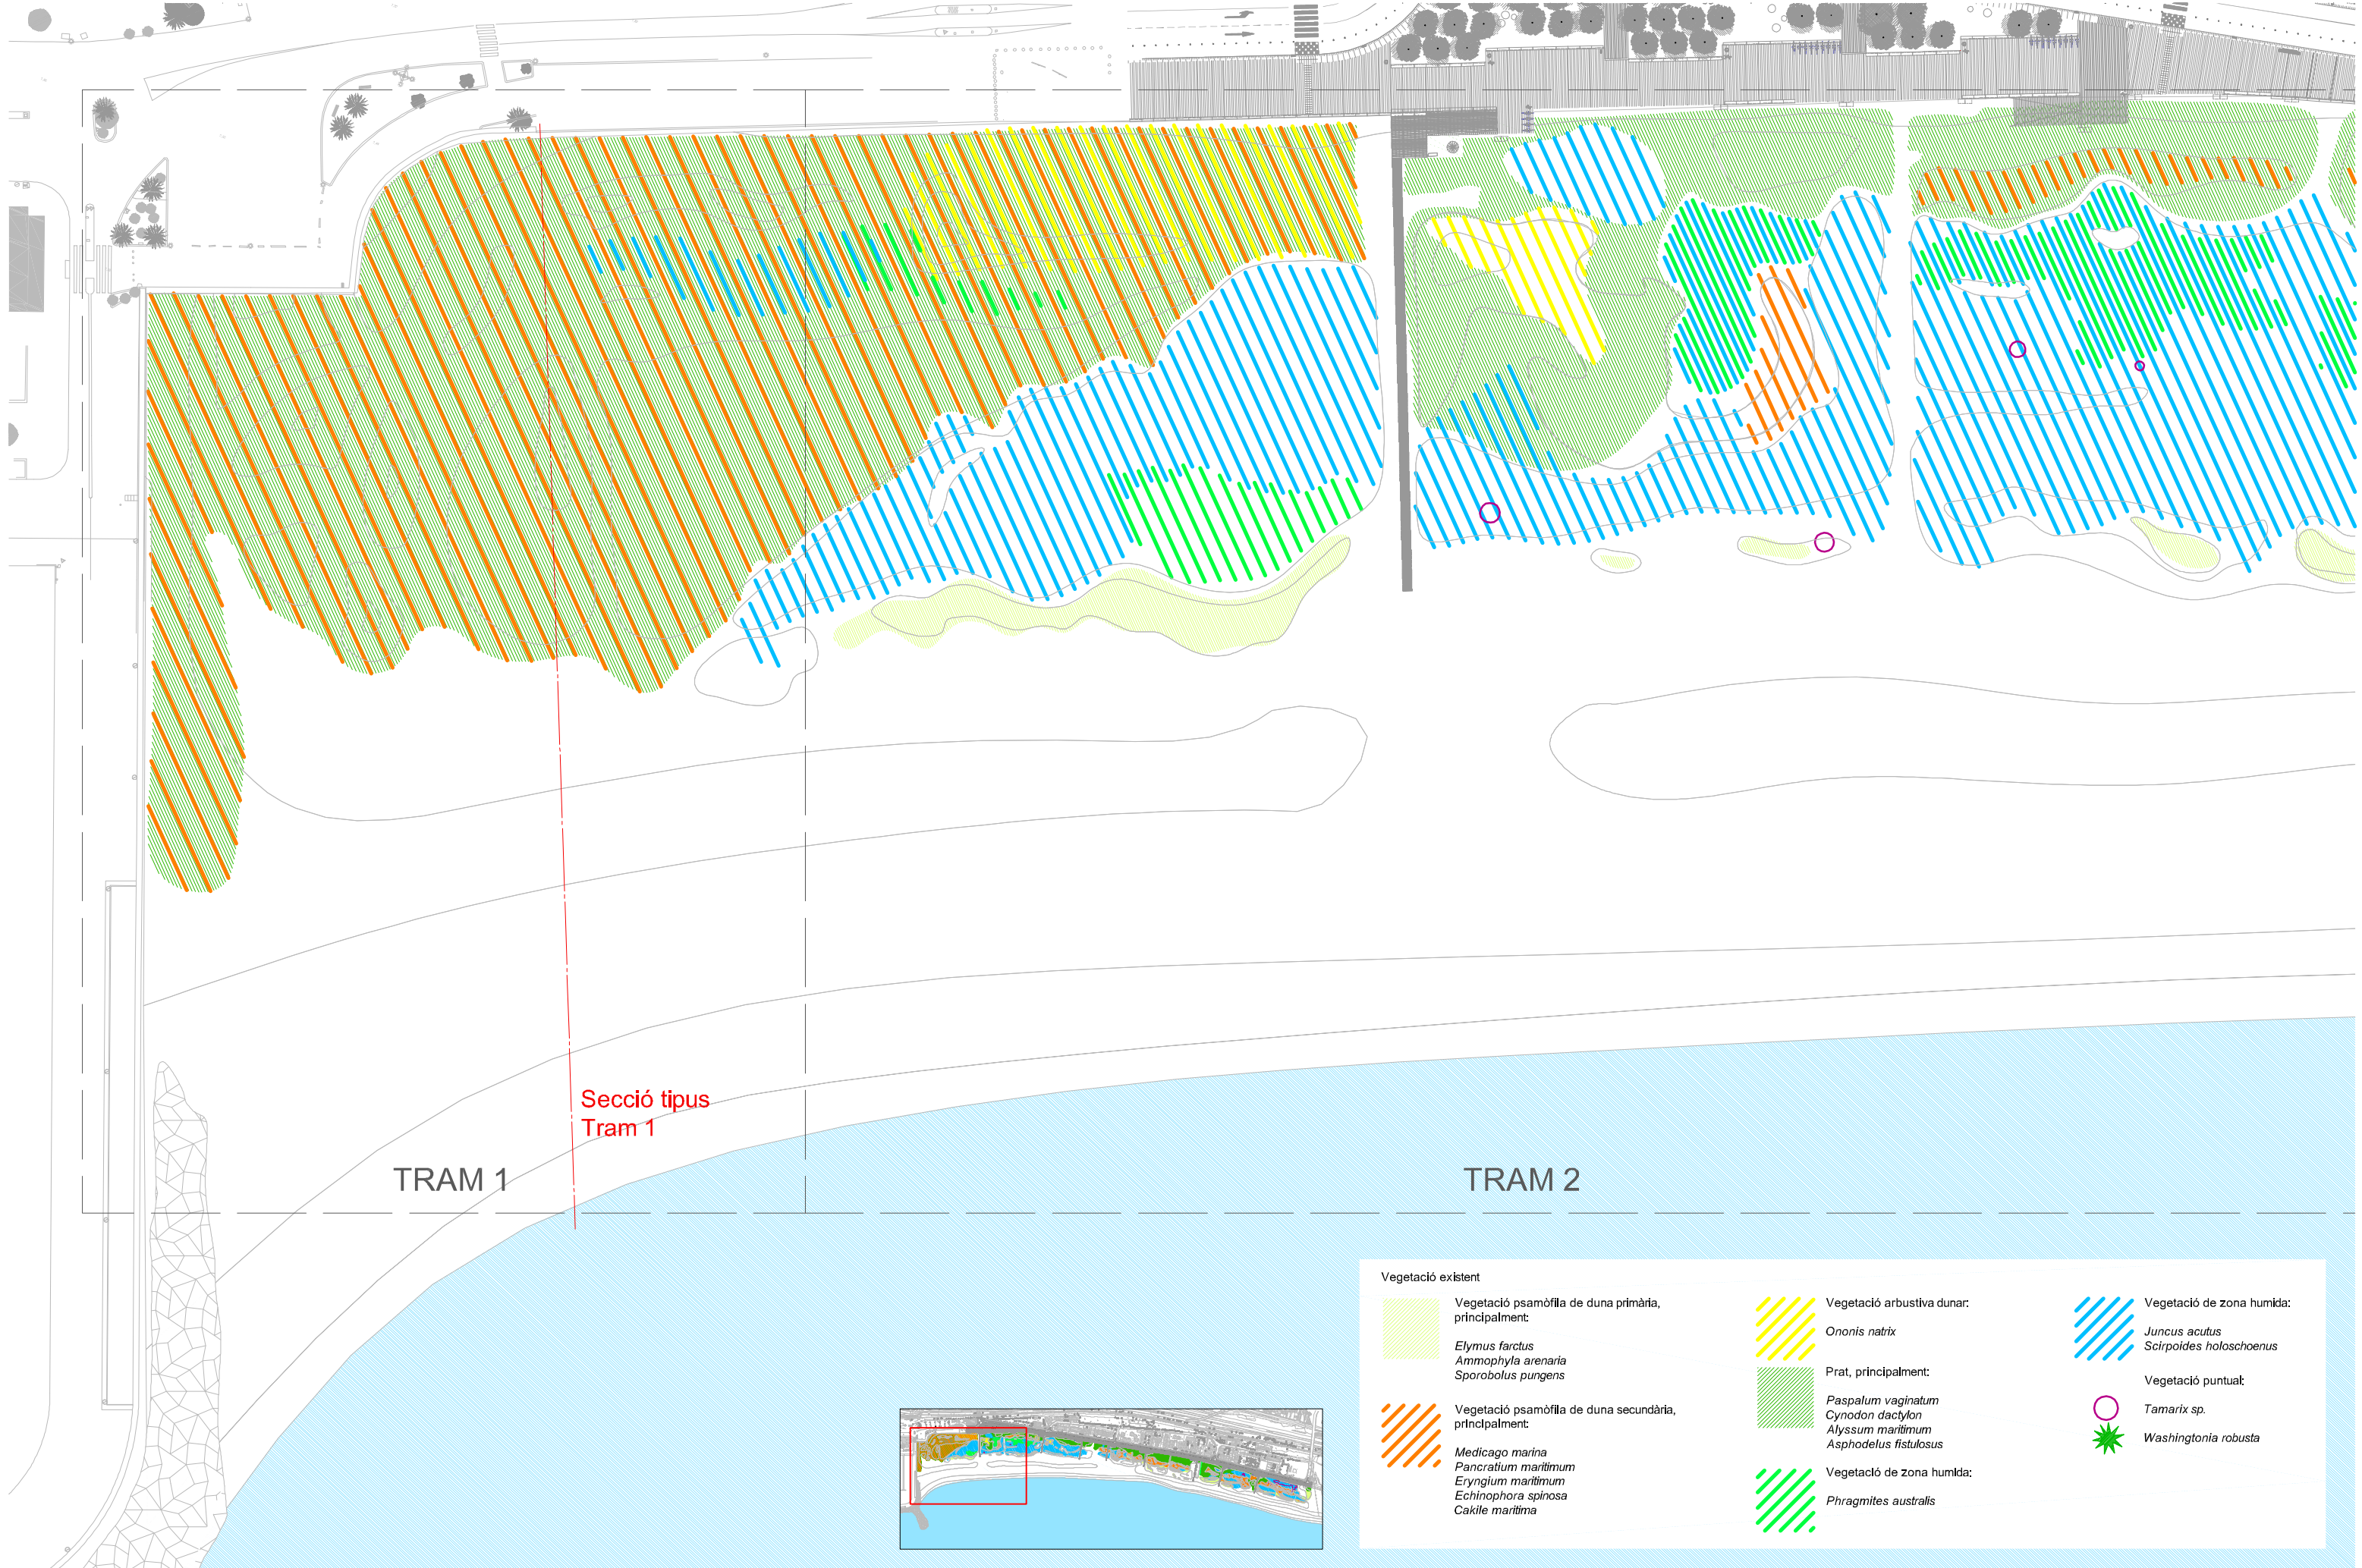 Secció tipus
Tram 1
TRAM 1
TRAM 2
Vegetació existent
Vegetació psamòfila de duna primària,
principalment:
Elymus farctus
Ammophyla arenaria
Sporobolus pungens
Vegetació psamòfila de duna secundària,
principalment:
Medicago marina
Pancratium maritimum
Eryngium maritimum
Echinophora spinosa
Cakile maritima
Vegetació arbustiva dunar:
Ononis natrix
Prat, principalment:
Paspalum vaginatum
Cynodon dactylon
Alyssum maritimum
Asphodelus fistulosus
Vegetació de zona humida:
Phragmites australis
Vegetació de zona humida:
Juncus acutus
Scirpoides holoschoenus
Vegetació puntual:
Tamarix sp.
Washingtonia robusta